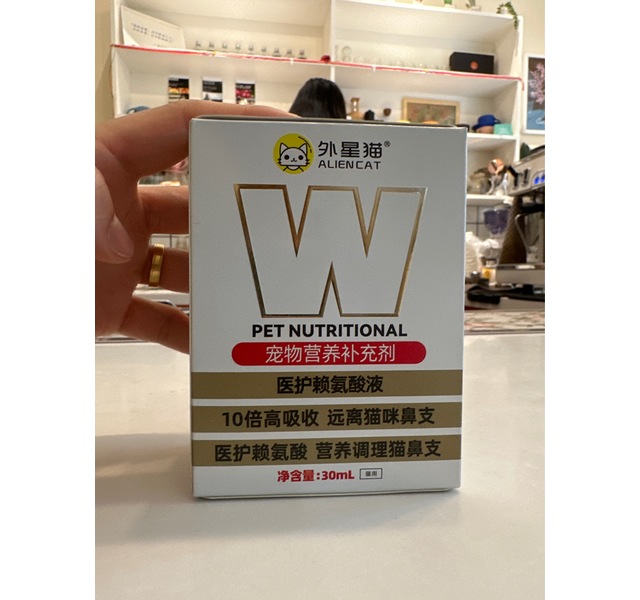 外星猫®
ALIENCAT
W
PET NUTRITIONAL
宠物营养补充剂
医护赖氨酸液
10倍高吸收 远离猫咪鼻支
医护赖氨酸 营养调理猫鼻支
净含量:30mL 猫用